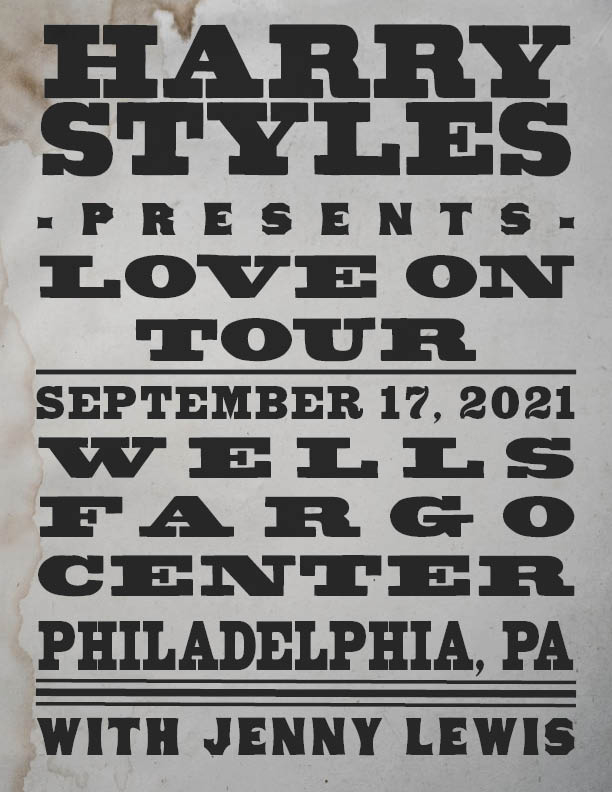 HARRY
STYLES
· PRESENTS ·
LOVE ON
TOUR
SEPTEMBER 17, 2021
WELLS
FARGO
CENTER
PHILADELPHIA, PA
WITH JENNY LEWIS